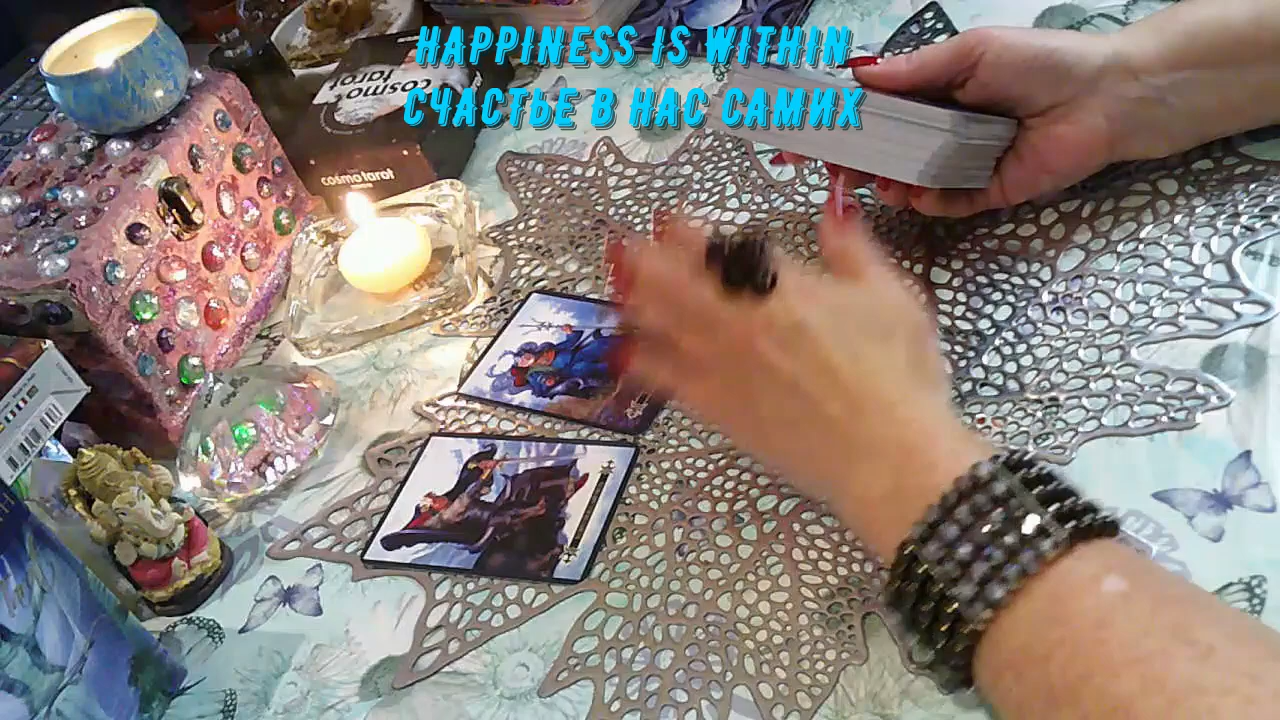 HAPPINESS IS WITHIN
СЧАСТЬЕ В НАС САМИХ
cosmo
tarot
cosmo tarot